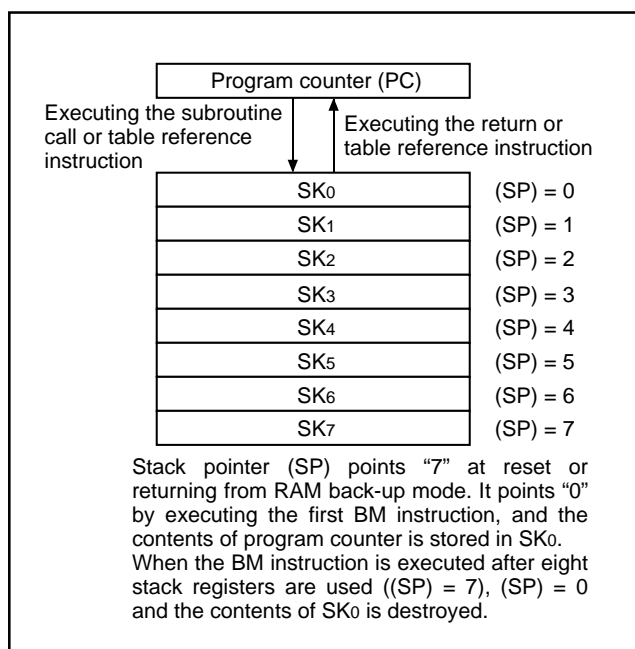 Program counter (PC)
Executing the subroutine
call or table reference
instruction
Executing the return or
table reference instruction
SK0 (SP) = 0
SK1 (SP) = 1
SK2 (SP) = 2
SK3 (SP) = 3
SK4 (SP) = 4
SK5 (SP) = 5
SK6 (SP) = 6
SK7 (SP) = 7
Stack pointer (SP) points “7” at reset or
returning from RAM back-up mode. It points “0”
by executing the first BM instruction, and the
contents of program counter is stored in SK0.
When the BM instruction is executed after eight
stack registers are used ((SP) = 7), (SP) = 0
and the contents of SK0 is destroyed.